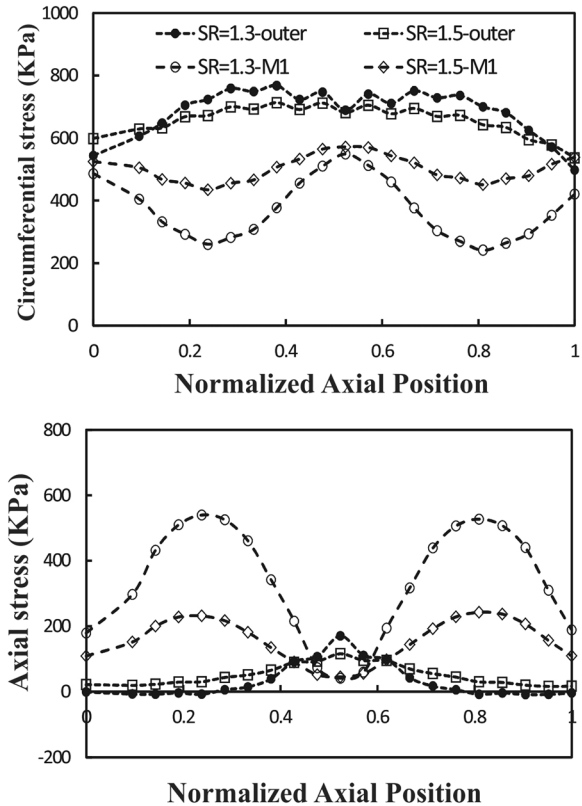 1000
SR=1.3-outer SR=1.5-outer
SR=1.3-M1 SR=1.5-M1
800
600
400
200
0
0 0.2 0.4 0.6 0.8 1
Circumferential stress (KPa)
Normalized Axial Position
800
600
400
200
0
-200
0 0.2 0.4 0.6 0.8 1
Axial stress (KPa)
Normalized Axial Position